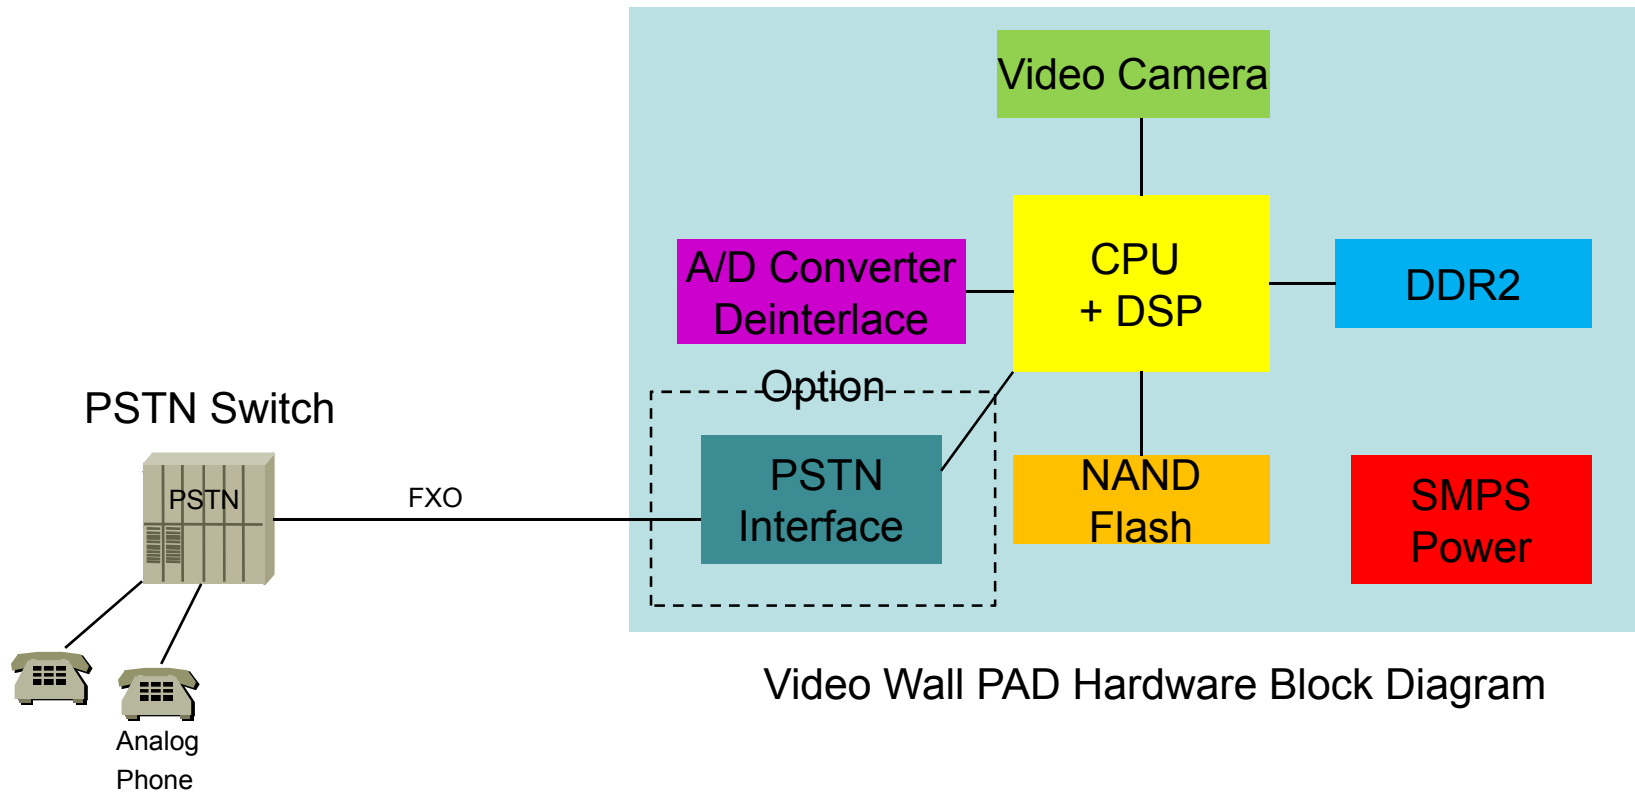 Video Camera
A/D Converter
Deinterlace
CPU
+ DSP
DDR2
Option
PSTN Switch
PSTN
FXO
PSTN
Interface
NAND
Flash
SMPS
Power
Video Wall PAD Hardware Block Diagram
Analog
Phone